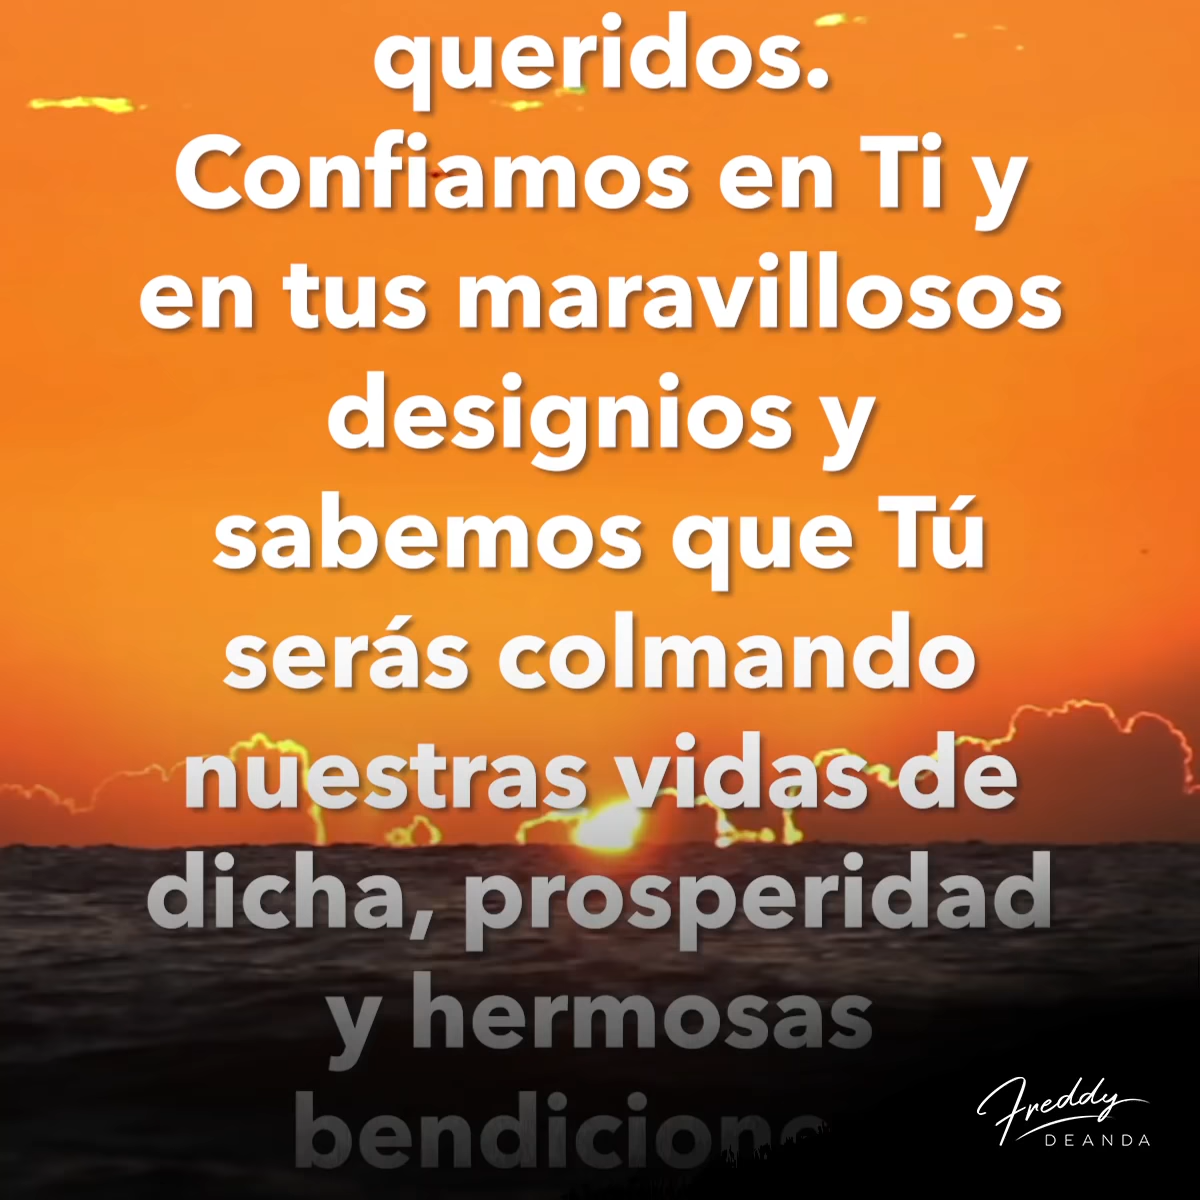 queridos.
Confiamos en Ti y
en tus maravillosos
designios y
sabemos que Tú
serás colmando
nuestras vidas de
dicha, prosperidad
y hermosas
Freddy
DEANDA